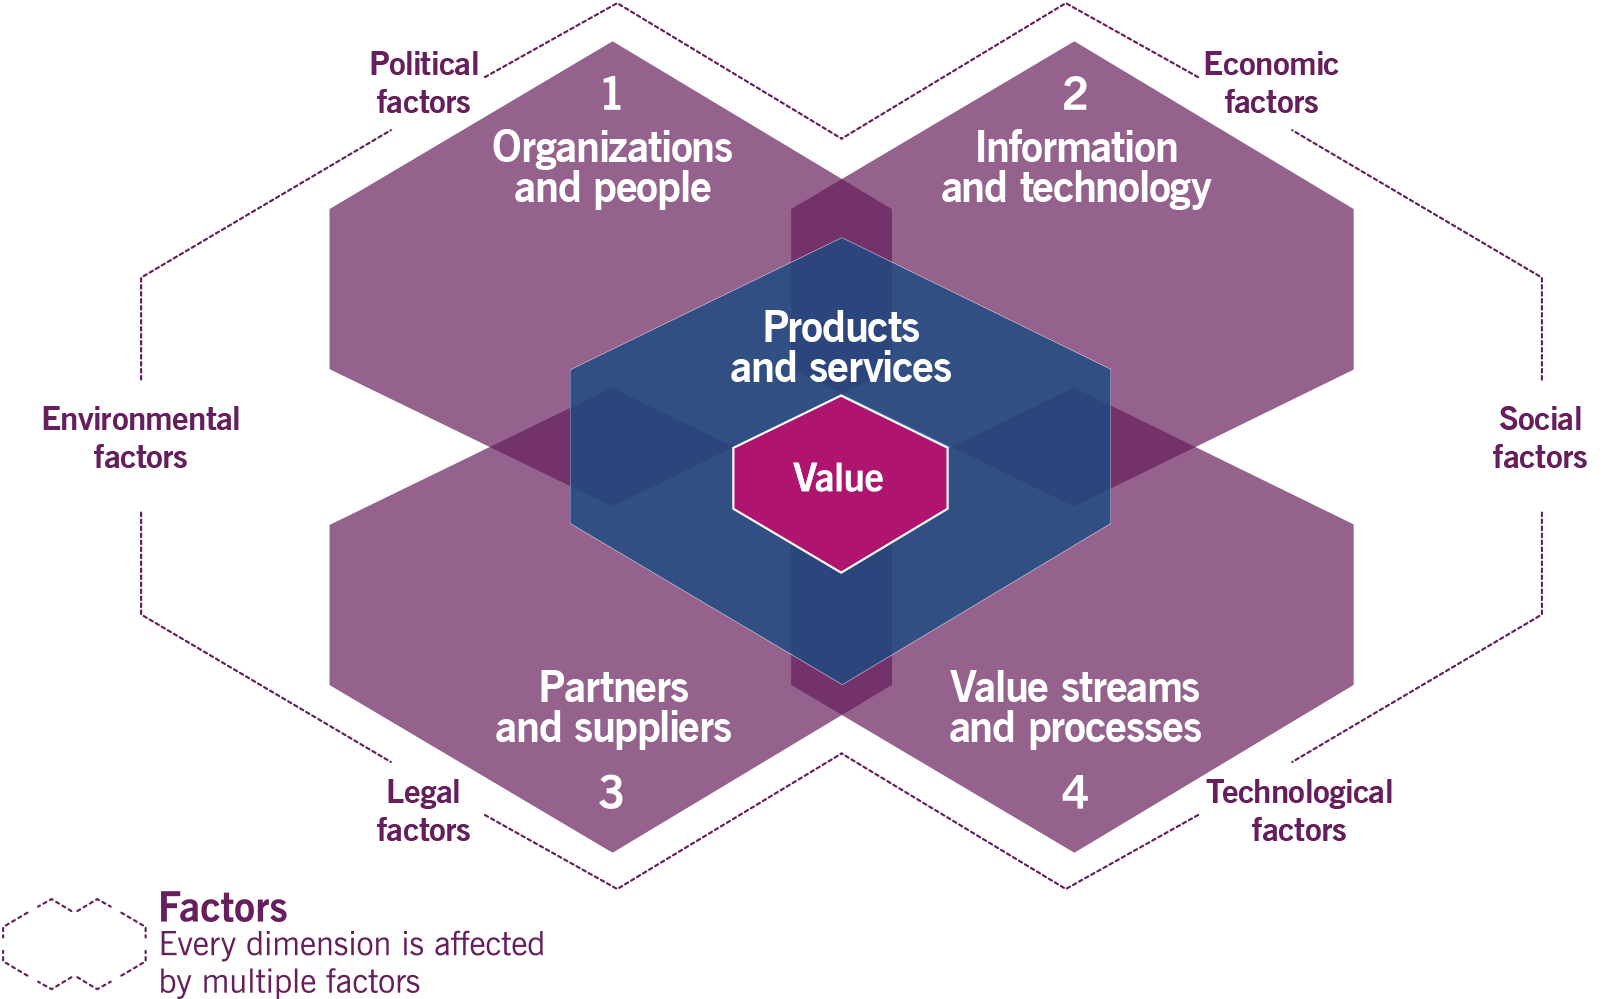 Political
factors
Economic
factors
1
Organizations
and people
2
Information
and technology
Products
and services
Value
Environmental
factors
Social
factors
Partners
and suppliers
3
Value streams
and processes
4
Legal
factors
Technological
factors
Factors
Every dimension is affected
by multiple factors